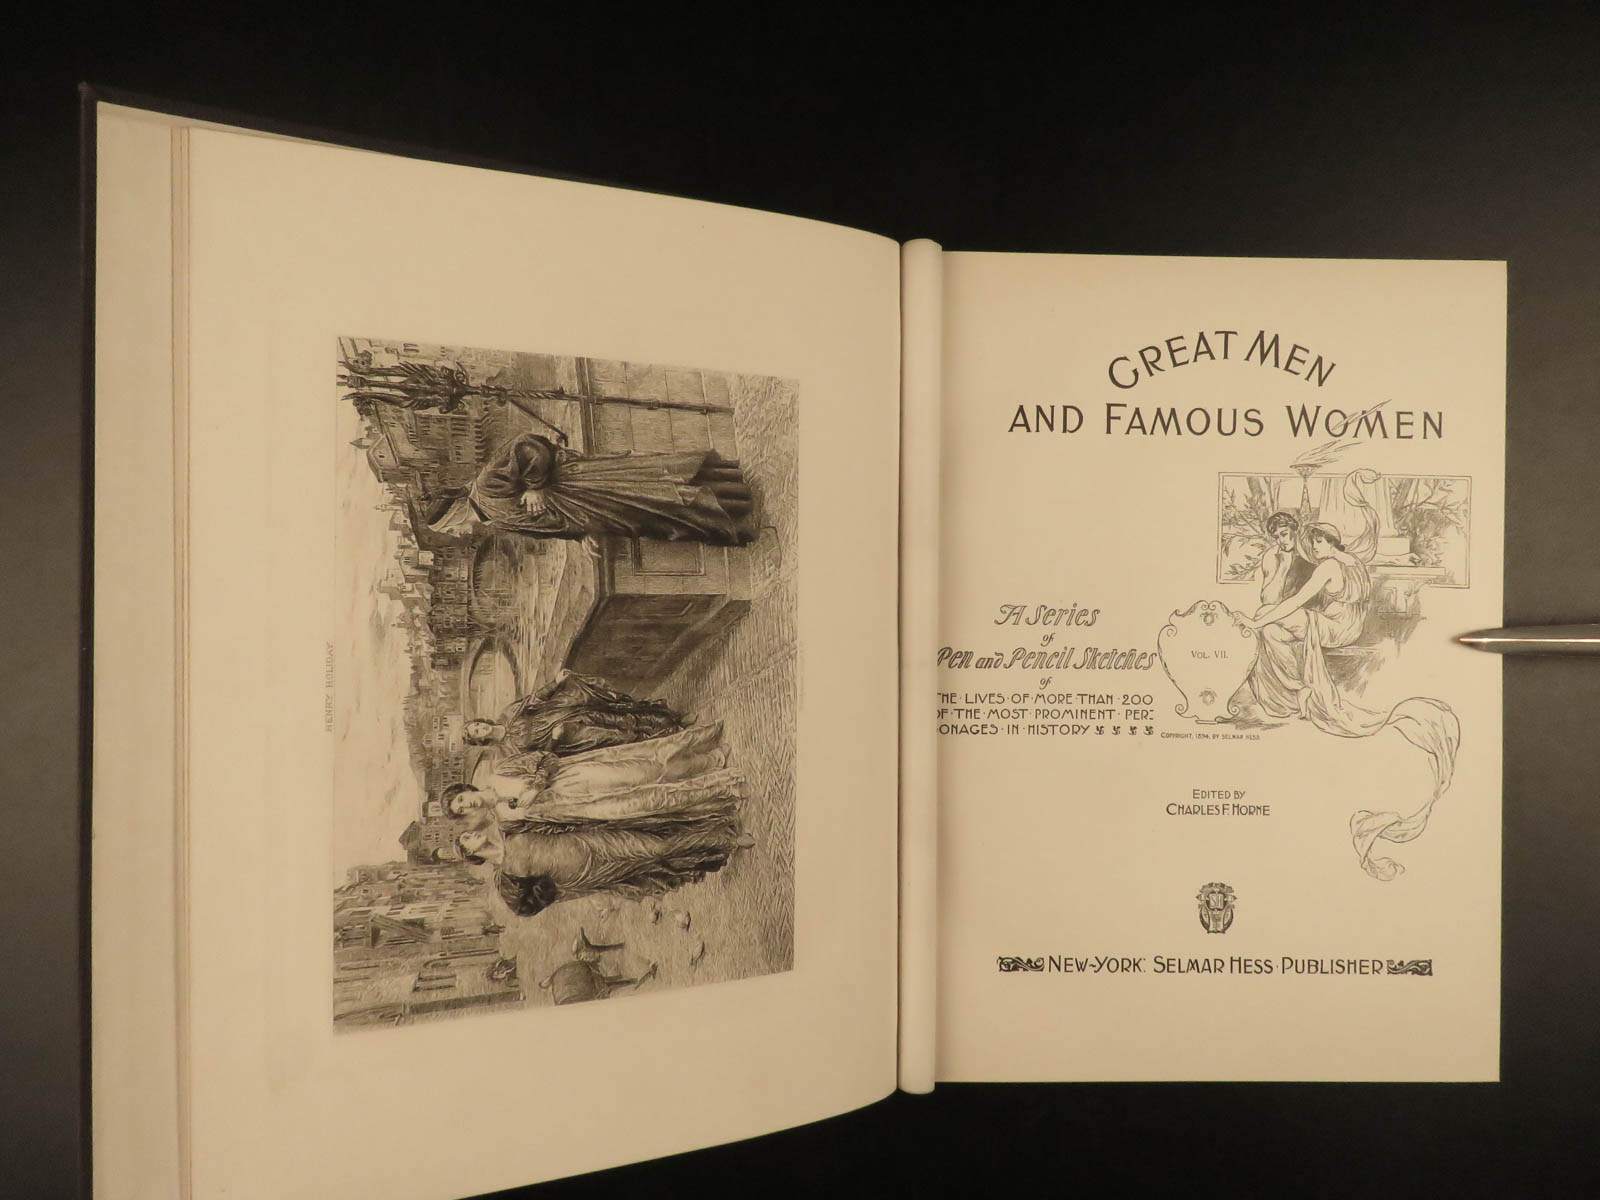 HENRY HOLIDAY
GREAT MEN
AND FAMOUS WOMEN
A Series
of
Pen and Pencil Sketches
of
THE·LIVES·OF·MORE·THAN·200
OF·THE·MOST·PROMINENT·PER-
SONAGES·IN·HISTORY
VOL. VII.
COPYRIGHT, 1894, BY SELMAR HESS.
EDITED BY
CHARLES F. HORNE
NEW-YORK: SELMAR HESS·PUBLISHER